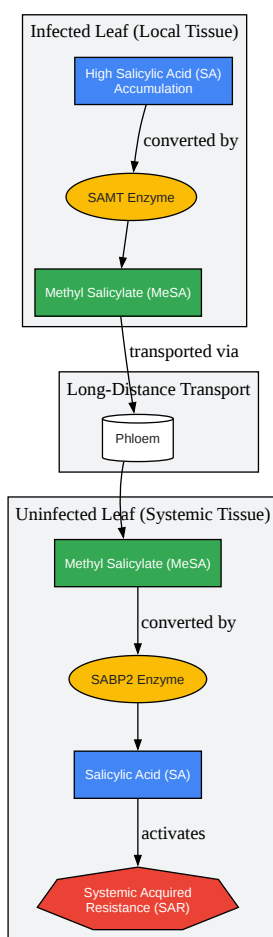 Infected Leaf (Local Tissue)
High Salicylic Acid (SA)
Accumulation
converted by
SAMT Enzyme
Methyl Salicylate (MeSA)
transported via
Long-Distance Transport
Phloem
Uninfected Leaf (Systemic Tissue)
Methyl Salicylate (MeSA)
converted by
SABP2 Enzyme
Salicylic Acid (SA)
activates
Systemic Acquired
Resistance (SAR)